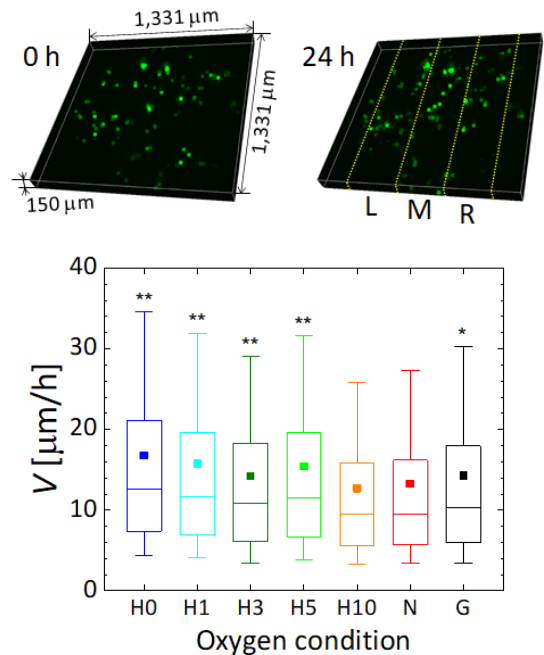 1,331 μm
0 h
24 h
1,331 μm
150 μm
L M R
40
30
20
10
0
V [μm/h]
** ** ** ** *
H0 H1 H3 H5 H10 N G
Oxygen condition